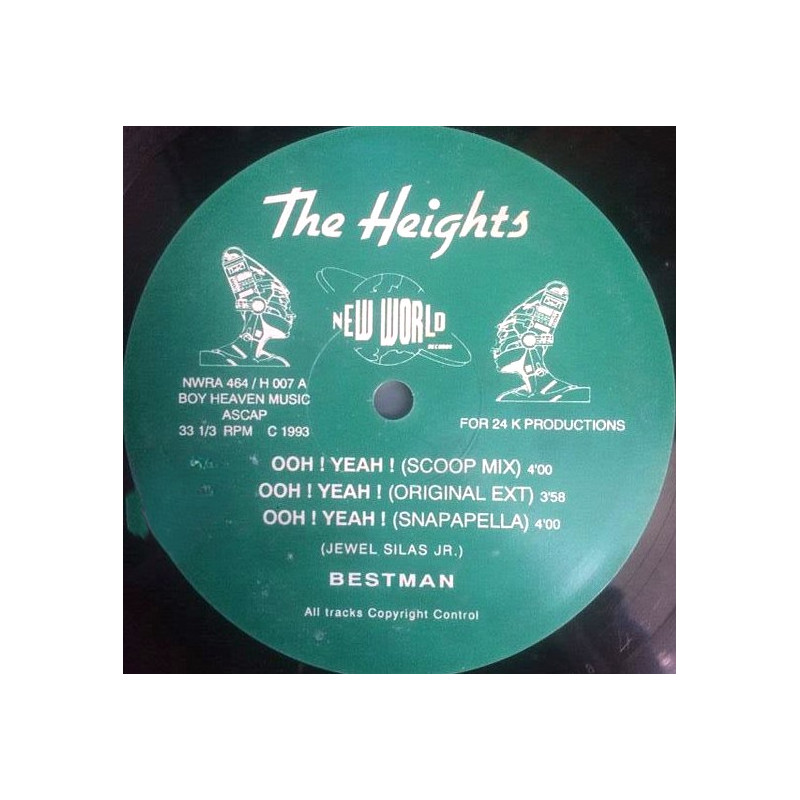 The Heights
NEW WORLD
RECORDS
NWRA 464 / H 007 A
BOY HEAVEN MUSIC
ASCAP
33 1/3 RPM C 1993
FOR 24 K PRODUCTIONS
OOH ! YEAH ! (SCOOP MIX) 4'00
OOH ! YEAH ! (ORIGINAL EXT) 3'58
OOH ! YEAH ! (SNAPAPELLA) 4'00
(JEWEL SILAS JR.)
BESTMAN
All tracks Copyright Control